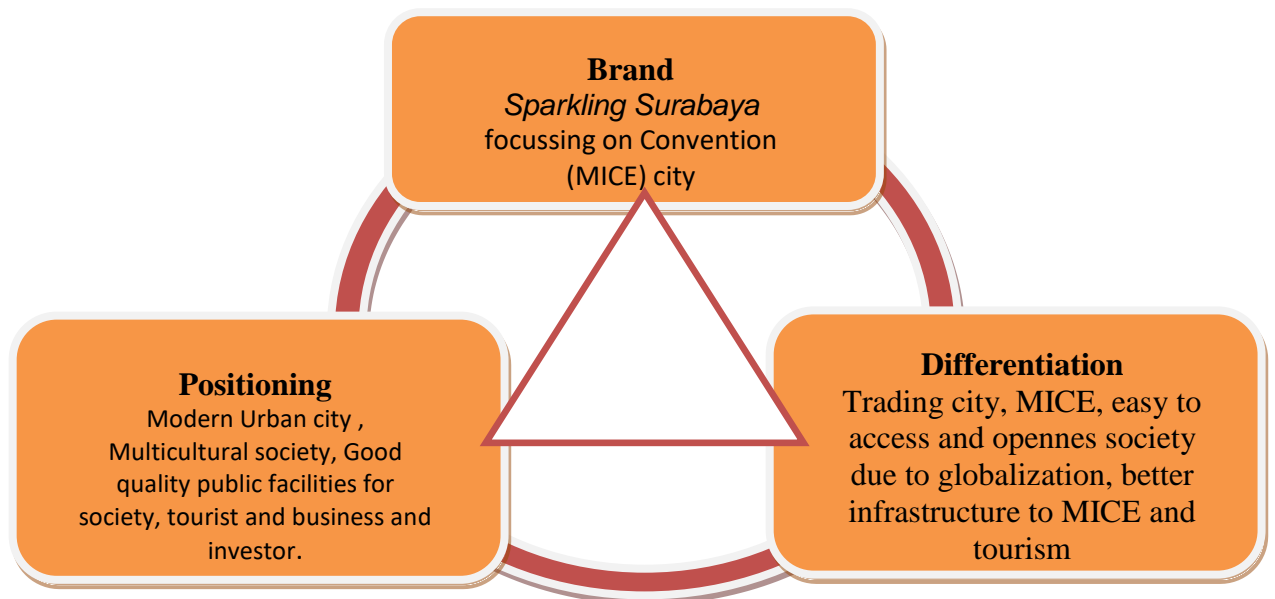 Brand
Sparkling Surabaya
focussing on Convention
(MICE) city
Positioning
Modern Urban city ,
Multicultural society, Good
quality public facilities for
society, tourist and business and
investor.
Differentiation
Trading city, MICE, easy to
access and opennes society
due to globalization, better
infrastructure to MICE and
tourism